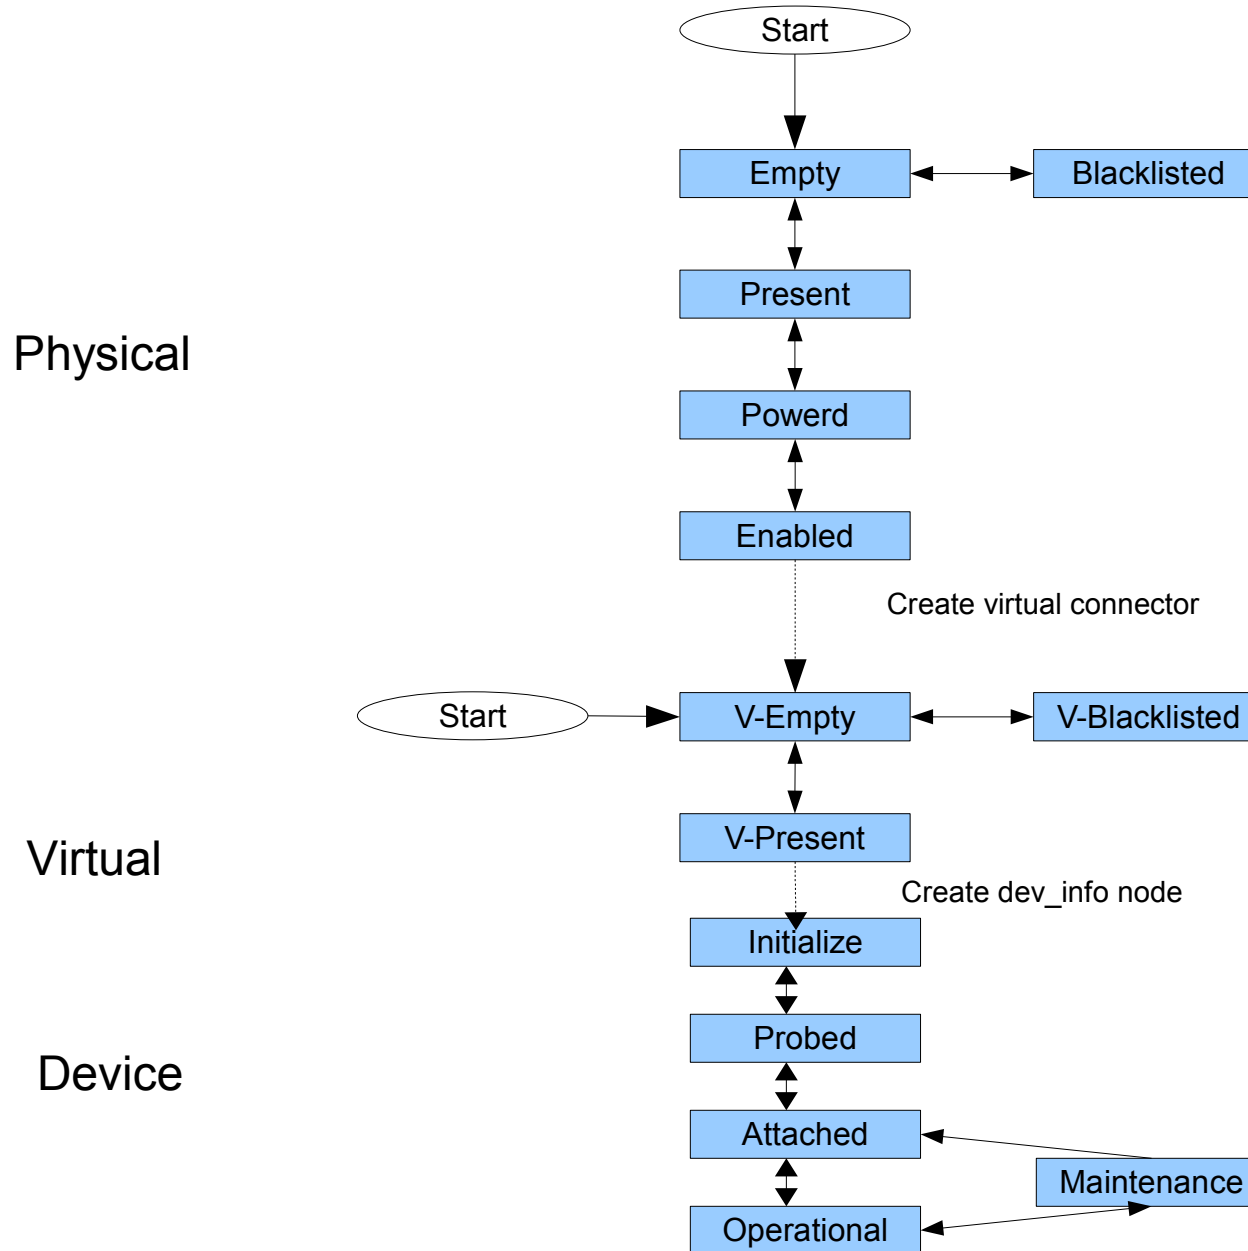 Start
Empty
Blacklisted
Present
Physical
Powerd
Enabled
Create virtual connector
Start
V-Empty
V-Blacklisted
V-Present
Virtual
Create dev_info node
Initialize
Probed
Device
Attached
Maintenance
Operational